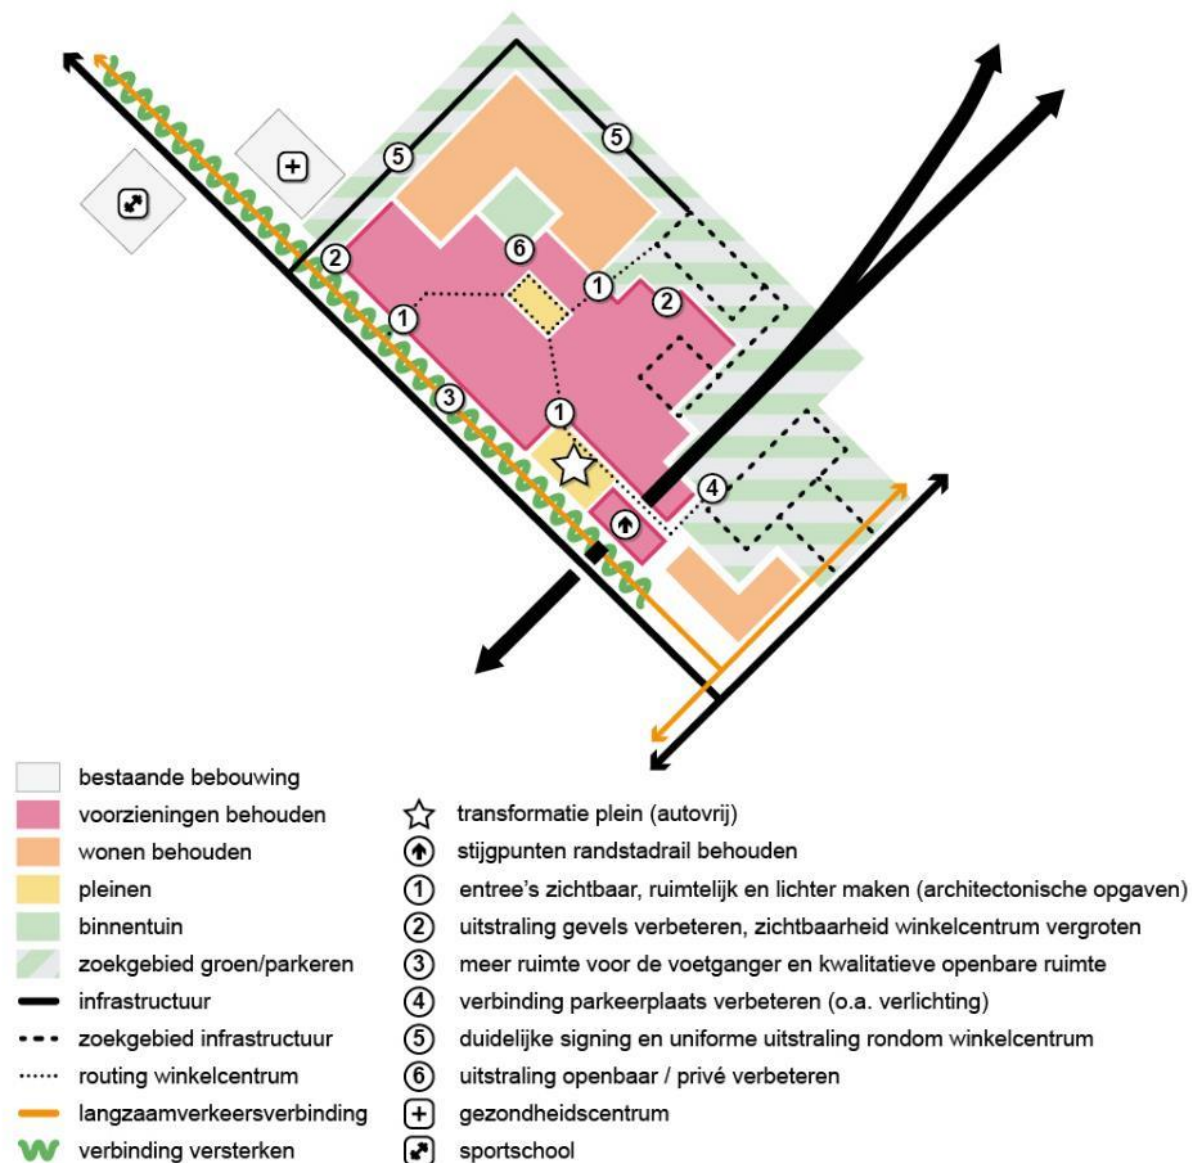 5
5
2
6
1
2
1
3
1
4
bestaande bebouwing
voorzieningen behouden
wonen behouden
pleinen
binnentuin
zoekgebied groen/parkeren
infrastructuur
zoekgebied infrastructuur
routing winkelcentrum
langzaamverkeersverbinding
verbinding versterken
transformatie plein (autovrij)
stijgpunten randstadrail behouden
1 entree's zichtbaar, ruimtelijk en lichter maken (architectonische opgaven)
2 uitstraling gevels verbeteren, zichtbaarheid winkelcentrum vergroten
3 meer ruimte voor de voetganger en kwalitatieve openbare ruimte
4 verbinding parkeerplaats verbeteren (o.a. verlichting)
5 duidelijke signing en uniforme uitstraling rondom winkelcentrum
6 uitstraling openbaar / privé verbeteren
gezondheidscentrum
sportschool